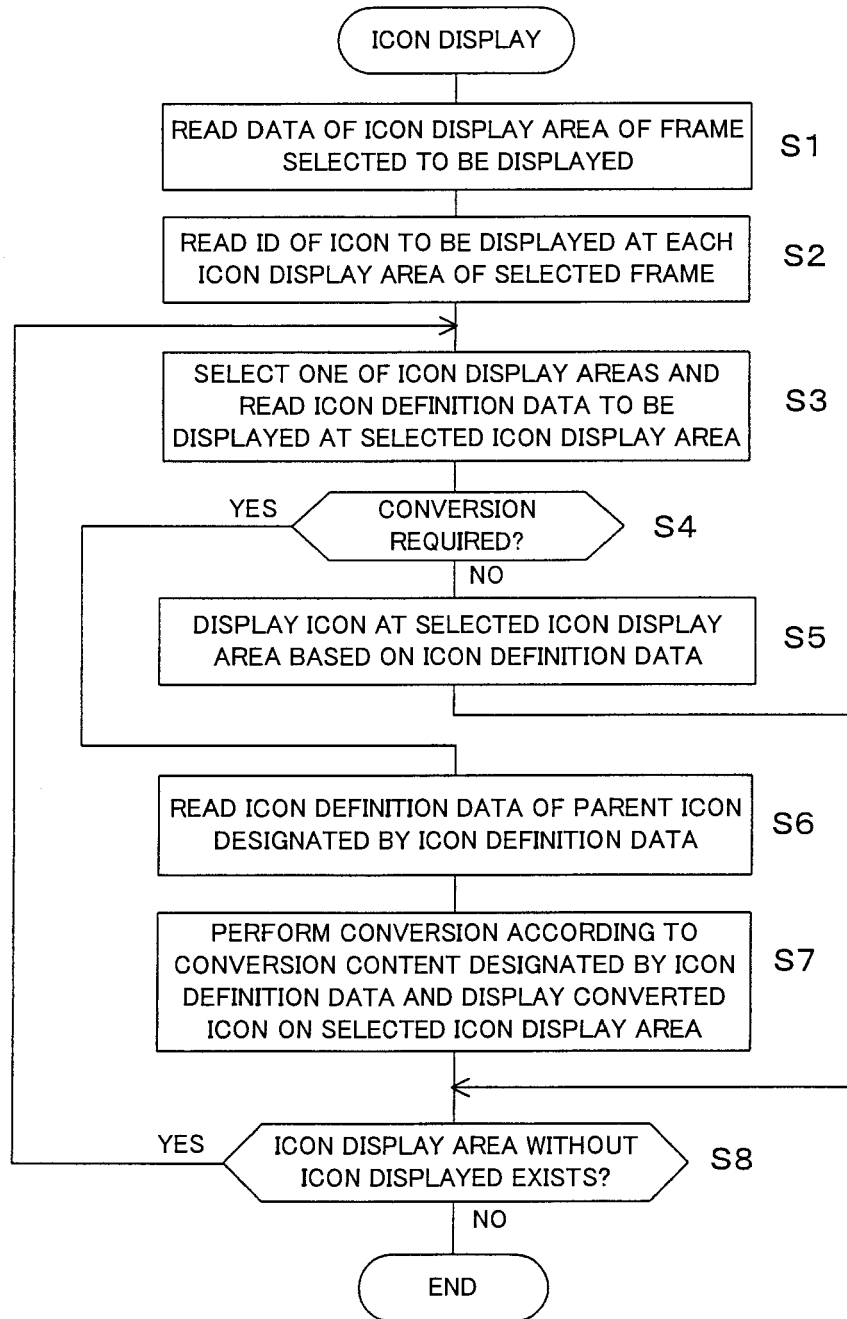 ICON DISPLAY
READ DATA OF ICON DISPLAY AREA OF FRAME
SELECTED TO BE DISPLAYED
S1
READ ID OF ICON TO BE DISPLAYED AT EACH
ICON DISPLAY AREA OF SELECTED FRAME
S2
SELECT ONE OF ICON DISPLAY AREAS AND
READ ICON DEFINITION DATA TO BE
DISPLAYED AT SELECTED ICON DISPLAY AREA
S3
YES
CONVERSION
REQUIRED?
S4
NO
DISPLAY ICON AT SELECTED ICON DISPLAY
AREA BASED ON ICON DEFINITION DATA
S5
READ ICON DEFINITION DATA OF PARENT ICON
DESIGNATED BY ICON DEFINITION DATA
S6
PERFORM CONVERSION ACCORDING TO
CONVERSION CONTENT DESIGNATED BY ICON
DEFINITION DATA AND DISPLAY CONVERTED
ICON ON SELECTED ICON DISPLAY AREA
S7
YES
ICON DISPLAY AREA WITHOUT
ICON DISPLAYED EXISTS?
S8
NO
END